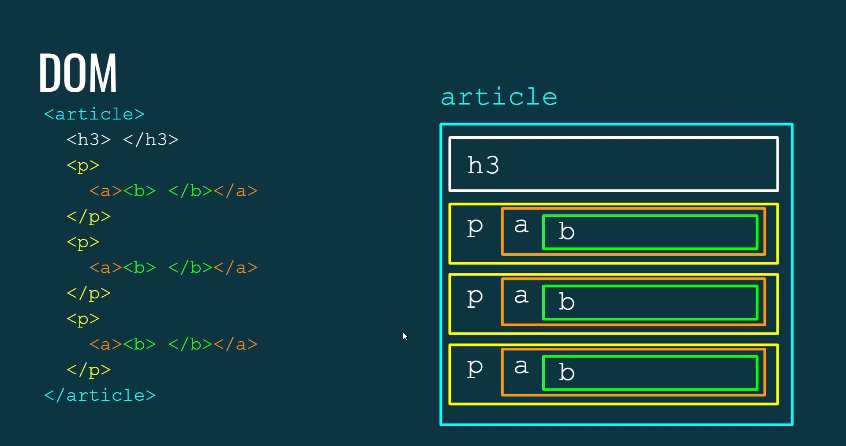 DOM
<article>
<h3> </h3>
<p>
<a><b> </b></a>
</p>
<p>
<a><b> </b></a>
</p>
<p>
<a><b> </b></a>
</p>
</article>
article
h3
p a b
p a b
p a b